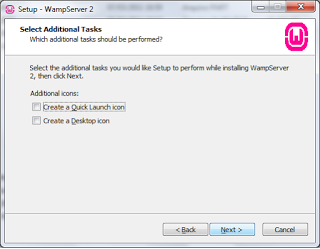 Setup - WampServer 2
Select Additional Tasks
Which additional tasks should be performed?
Select the additional tasks you would like Setup to perform while installing WampServer
2, then click Next.
Additional icons:
Create a Quick Launch icon
Create a Desktop icon
< Back
Next >
Cancel